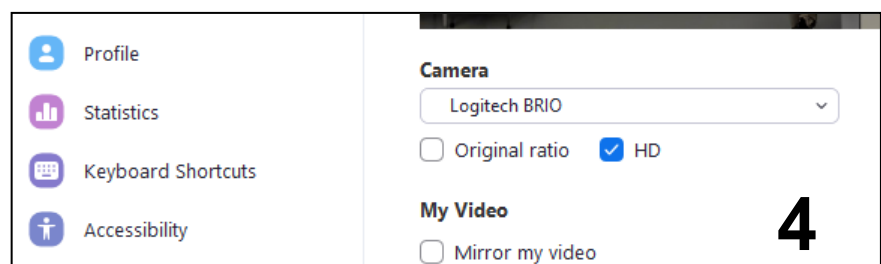 Profile
Statistics
Keyboard Shortcuts
Accessibility
Camera
Logitech BRIO
Original ratio HD
My Video
Mirror my video
4